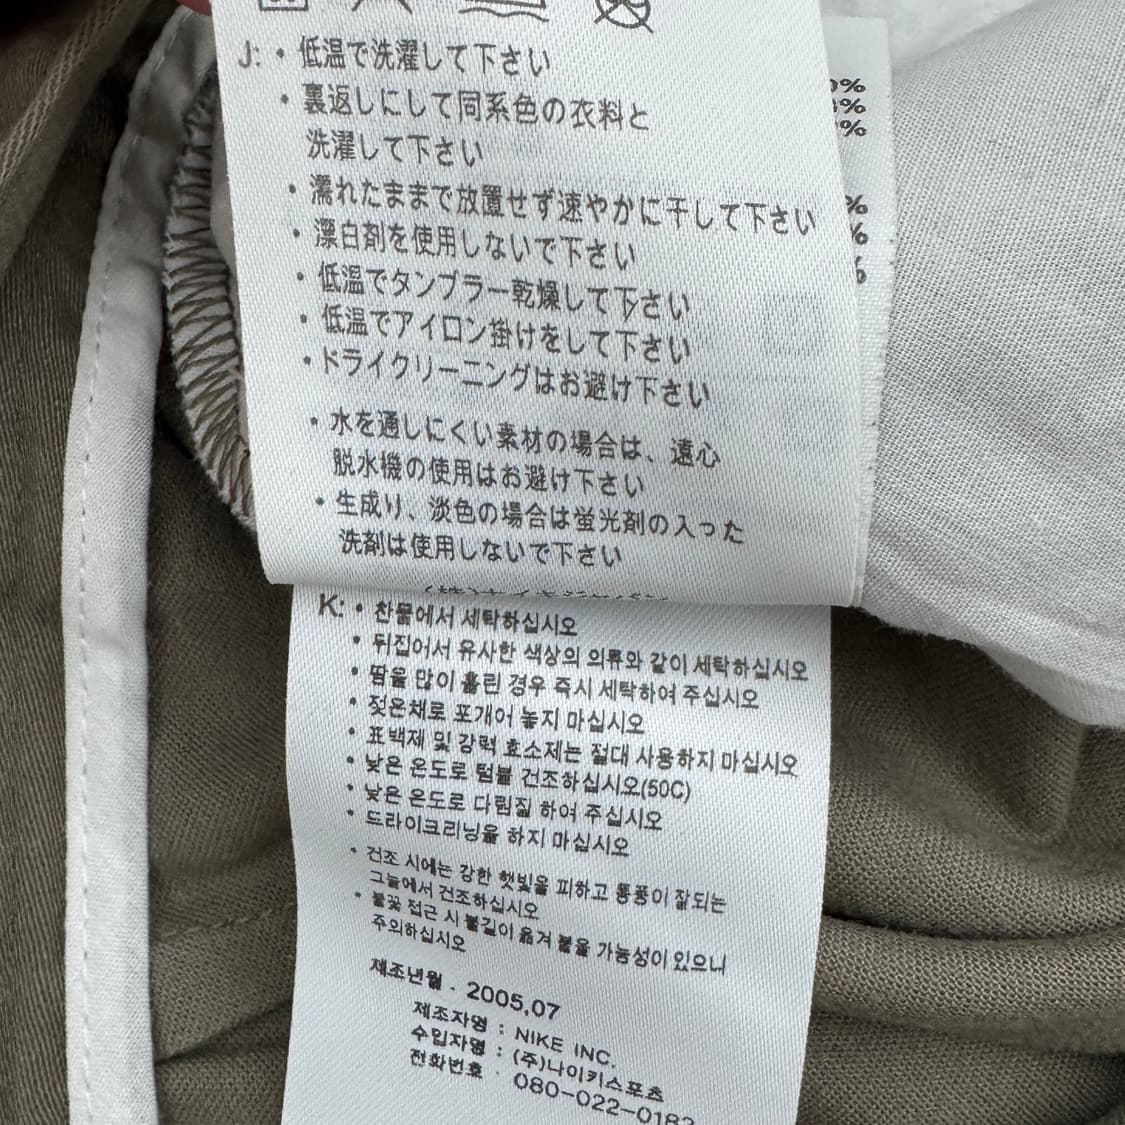 J: • 低温で洗濯して下さい
• 裏返しにして同系色の衣料と
洗濯して下さい
• 濡れたままで放置せず速やかに干して下さい
• 漂白剤を使用しないで下さい
• 低温でタンブラー乾燥して下さい
• 低温でアイロン掛けをして下さい
• ドライクリーニングはお避け下さい
• 水を通しにくい素材の場合は、遠心
脱水機の使用はお避け下さい
• 生成り、淡色の場合は蛍光剤の入った
洗剤は使用しないで下さい
%
%
%
%
%
%
K: • 찬물에서 세탁하십시오
• 뒤집어서 유사한 색상의 의류와 같이 세탁하십시오
• 땀을 많이 흘린 경우 즉시 세탁하여 주십시오
• 젖은채로 포개어 놓지 마십시오
• 표백제 및 강력 효소제는 절대 사용하지 마십시오
• 낮은 온도로 텀블 건조하십시오(50C)
• 낮은 온도로 다림질 하여 주십시오
• 드라이크리닝을 하지 마십시오
• 건조 시에는 강한 햇빛을 피하고 통풍이 잘되는
그늘에서 건조하십시오
• 불꽃 접근 시 불길이 옮겨 붙을 가능성이 있으니
주의하십시오
제조년월 . 2005,07
제조자명 : NIKE INC.
수입자명 : (주)나이키스포츠
전화번호 : 080-022-0182